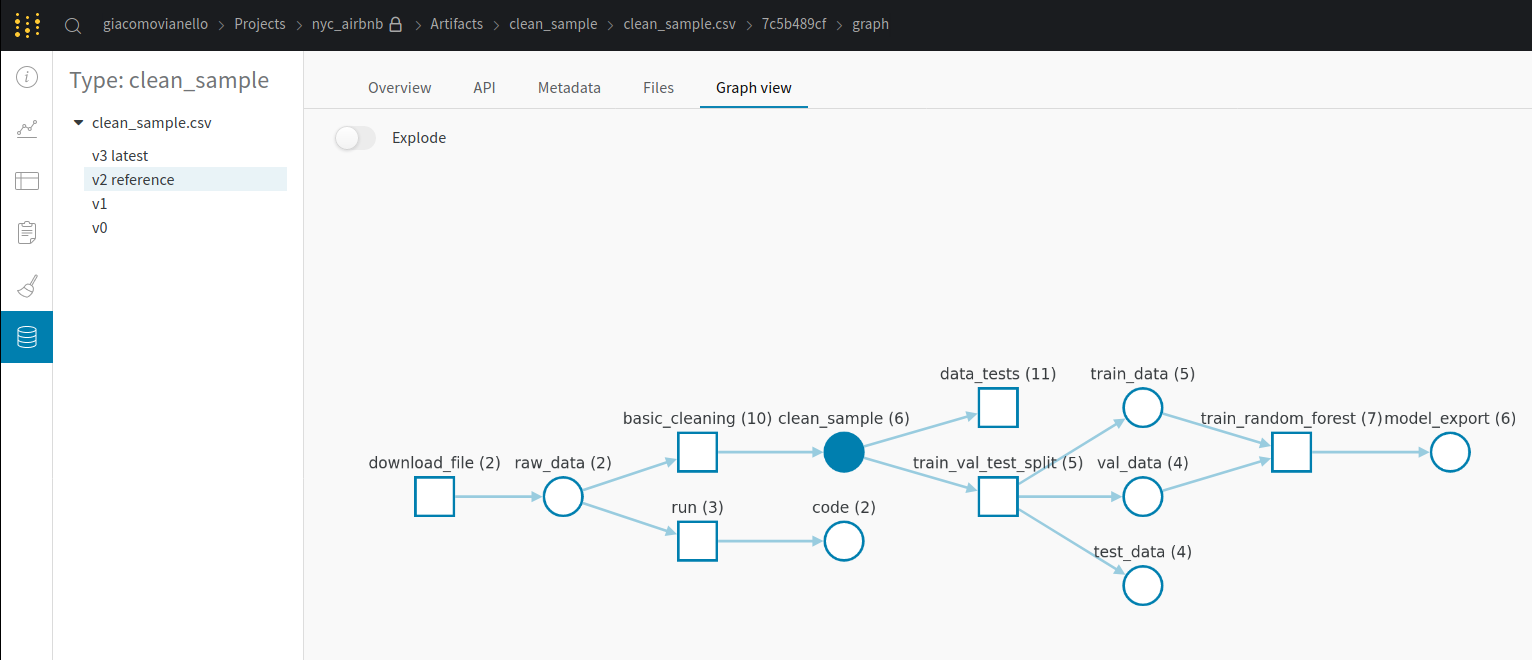 giacomovianello > Projects > nyc_airbnb > Artifacts > clean_sample > clean_sample.csv > 7c5b489cf > graph
Type: clean_sample
clean_sample.csv
v3 latest
v2 reference
v1
v0
Overview API Metadata Files Graph view
Explode
data_tests (11) train_data (5)
basic_cleaning (10) clean_sample (6) train_random_forest (7) model_export (6)
download_file (2) raw_data (2) train_val_test_split (5) val_data (4)
run (3) code (2)
test_data (4)